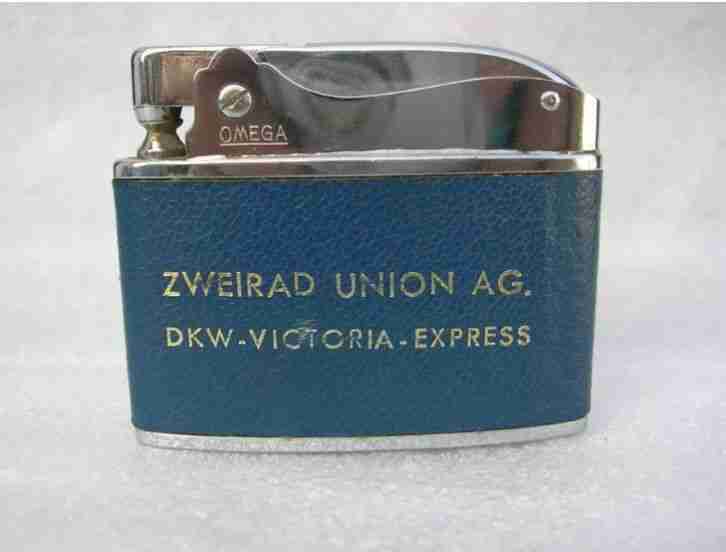 OMEGA
ZWEIRAD UNION AG.
DKW-VICTORIA-EXPRESS